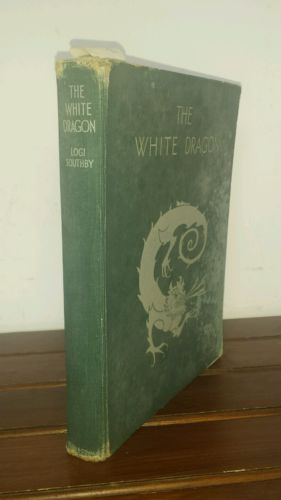 THE
WHITE
DRAGON
LOGI
SOUTHBY
THE
WHITE DRAGON